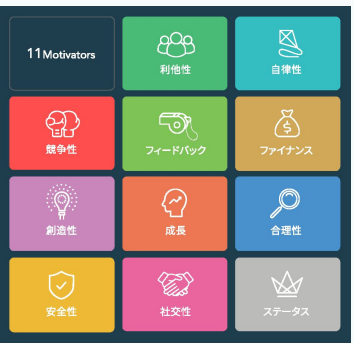 11 Motivators
利他性
自律性
競争性
フィードバック
ファイナンス
創造性
成長
合理性
安全性
社交性
ステータス